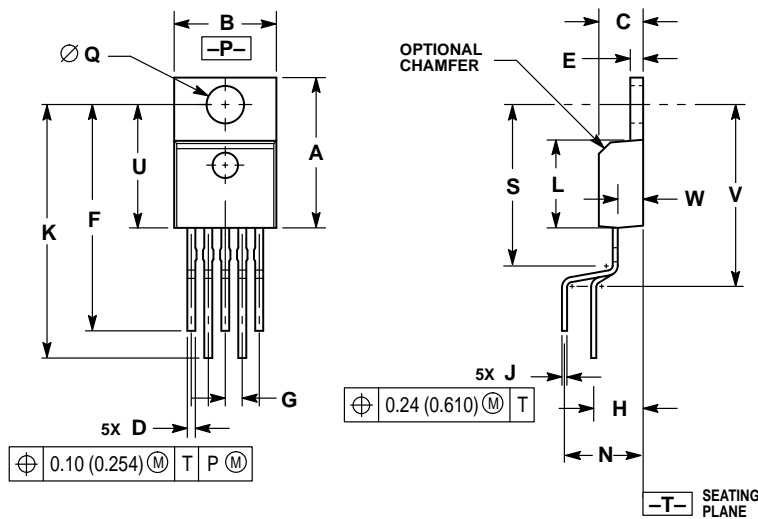 B
C
–P–
OPTIONAL
CHAMFER
E
Ø Q
A
U
F
K
S
L
W
V
5X J
G
⌖ 0.24 (0.610) Ⓜ T
H
5X D
N
⌖ 0.10 (0.254) Ⓜ T P Ⓜ
–T– SEATING
PLANE